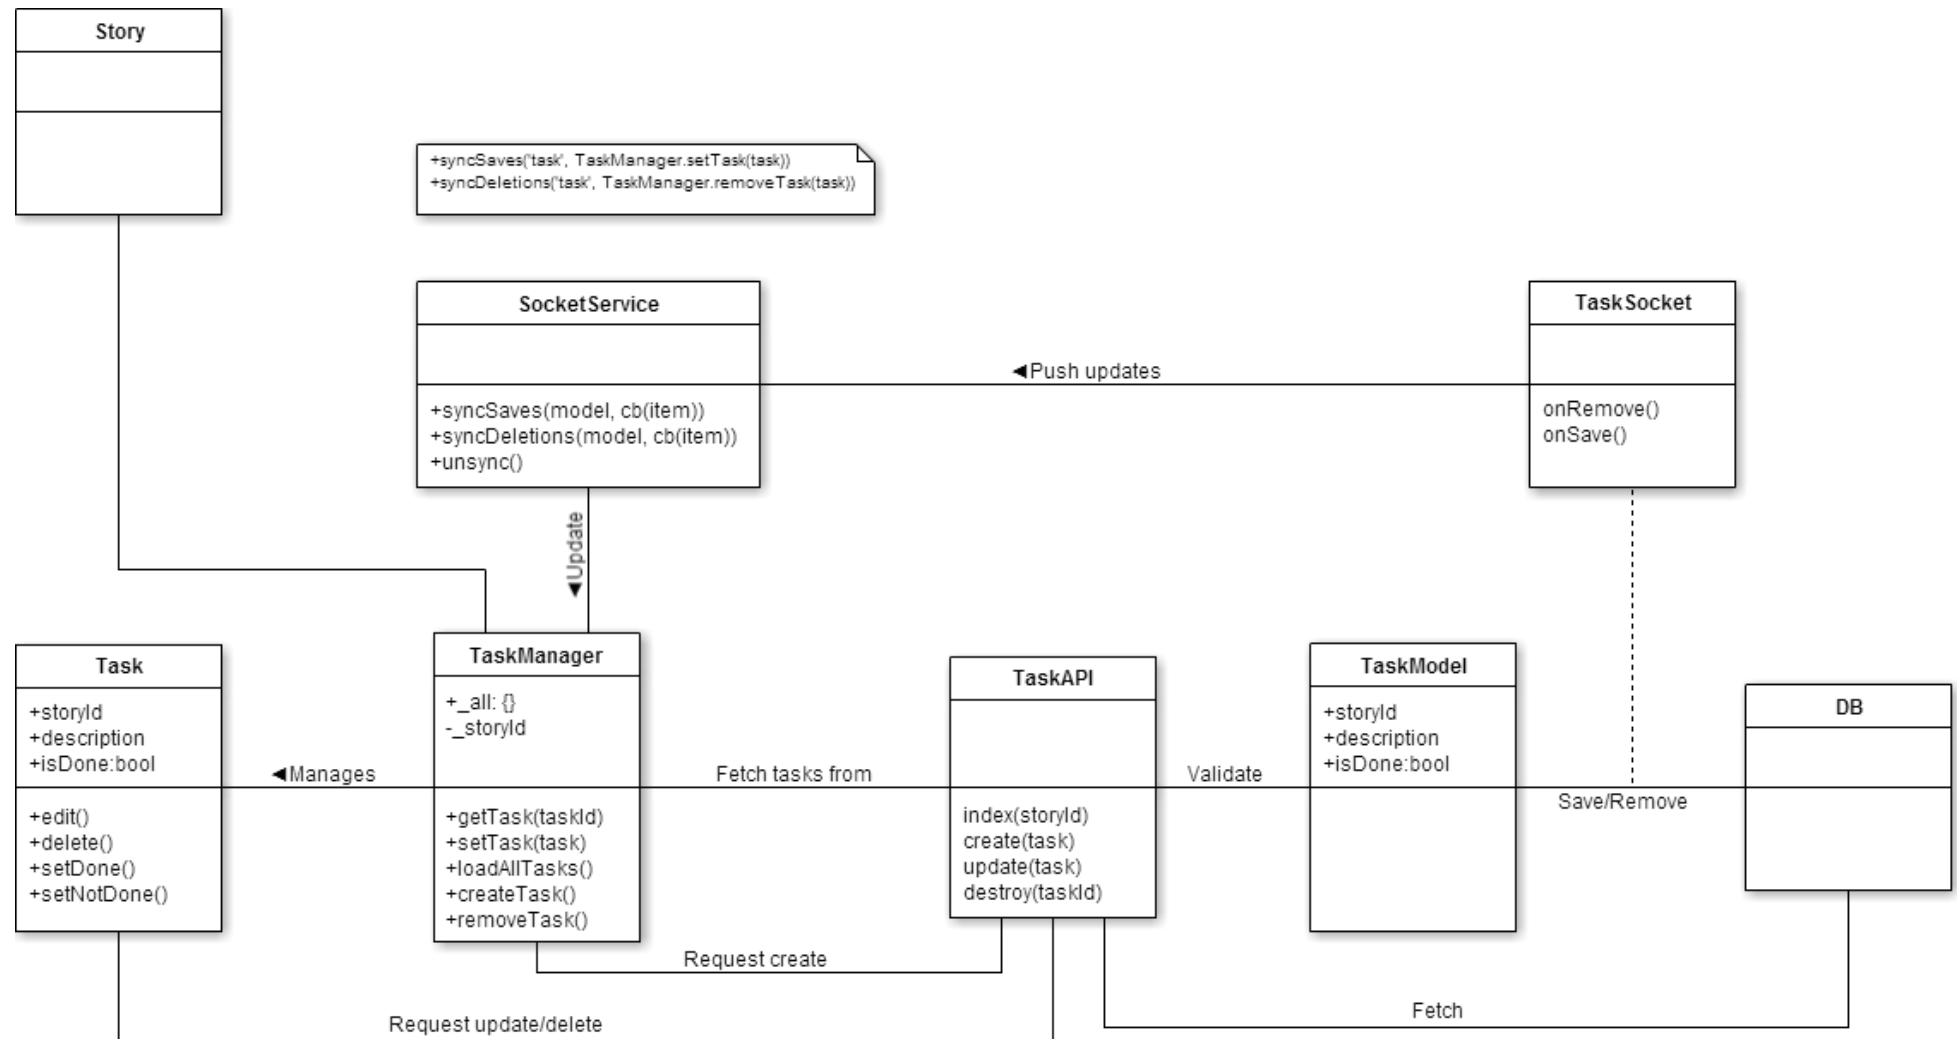 Story
+syncSaves('task', TaskManager.setTask(task))
+syncDeletions('task', TaskManager.removeTask(task))
SocketService
+syncSaves(model, cb(item))
+syncDeletions(model, cb(item))
+unsync()
◄Push updates
TaskSocket
onRemove()
onSave()
◄Update
Task
+storyId
+description
+isDone:bool
+edit()
+delete()
+setDone()
+setNotDone()
◄Manages
TaskManager
+_all: {}
-_storyId
+getTask(taskId)
+setTask(task)
+loadAllTasks()
+createTask()
+removeTask()
Fetch tasks from
TaskAPI
index(storyId)
create(task)
update(task)
destroy(taskId)
Validate
TaskModel
+storyId
+description
+isDone:bool
Save/Remove
DB
Request create
Fetch
Request update/delete